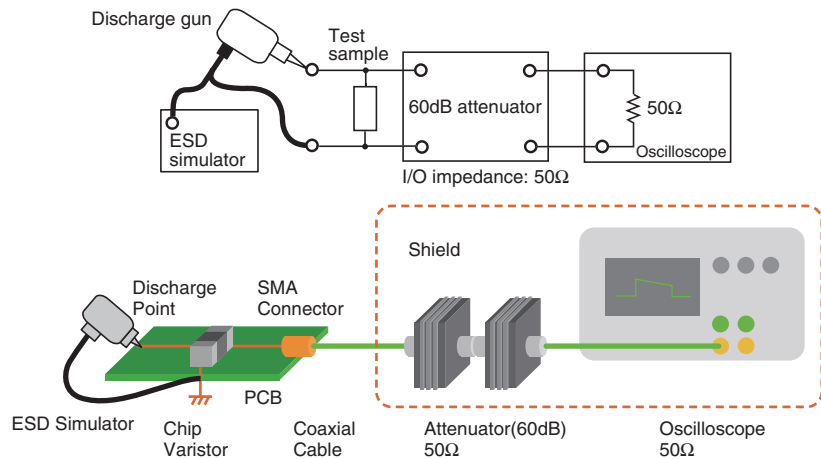 Discharge gun
Test
sample
60dB attenuator
50Ω
ESD
simulator
Oscilloscope
I/O impedance: 50Ω
Shield
Discharge
Point
SMA
Connector
PCB
ESD Simulator
Chip
Varistor
Coaxial
Cable
Attenuator(60dB)
50Ω
Oscilloscope
50Ω